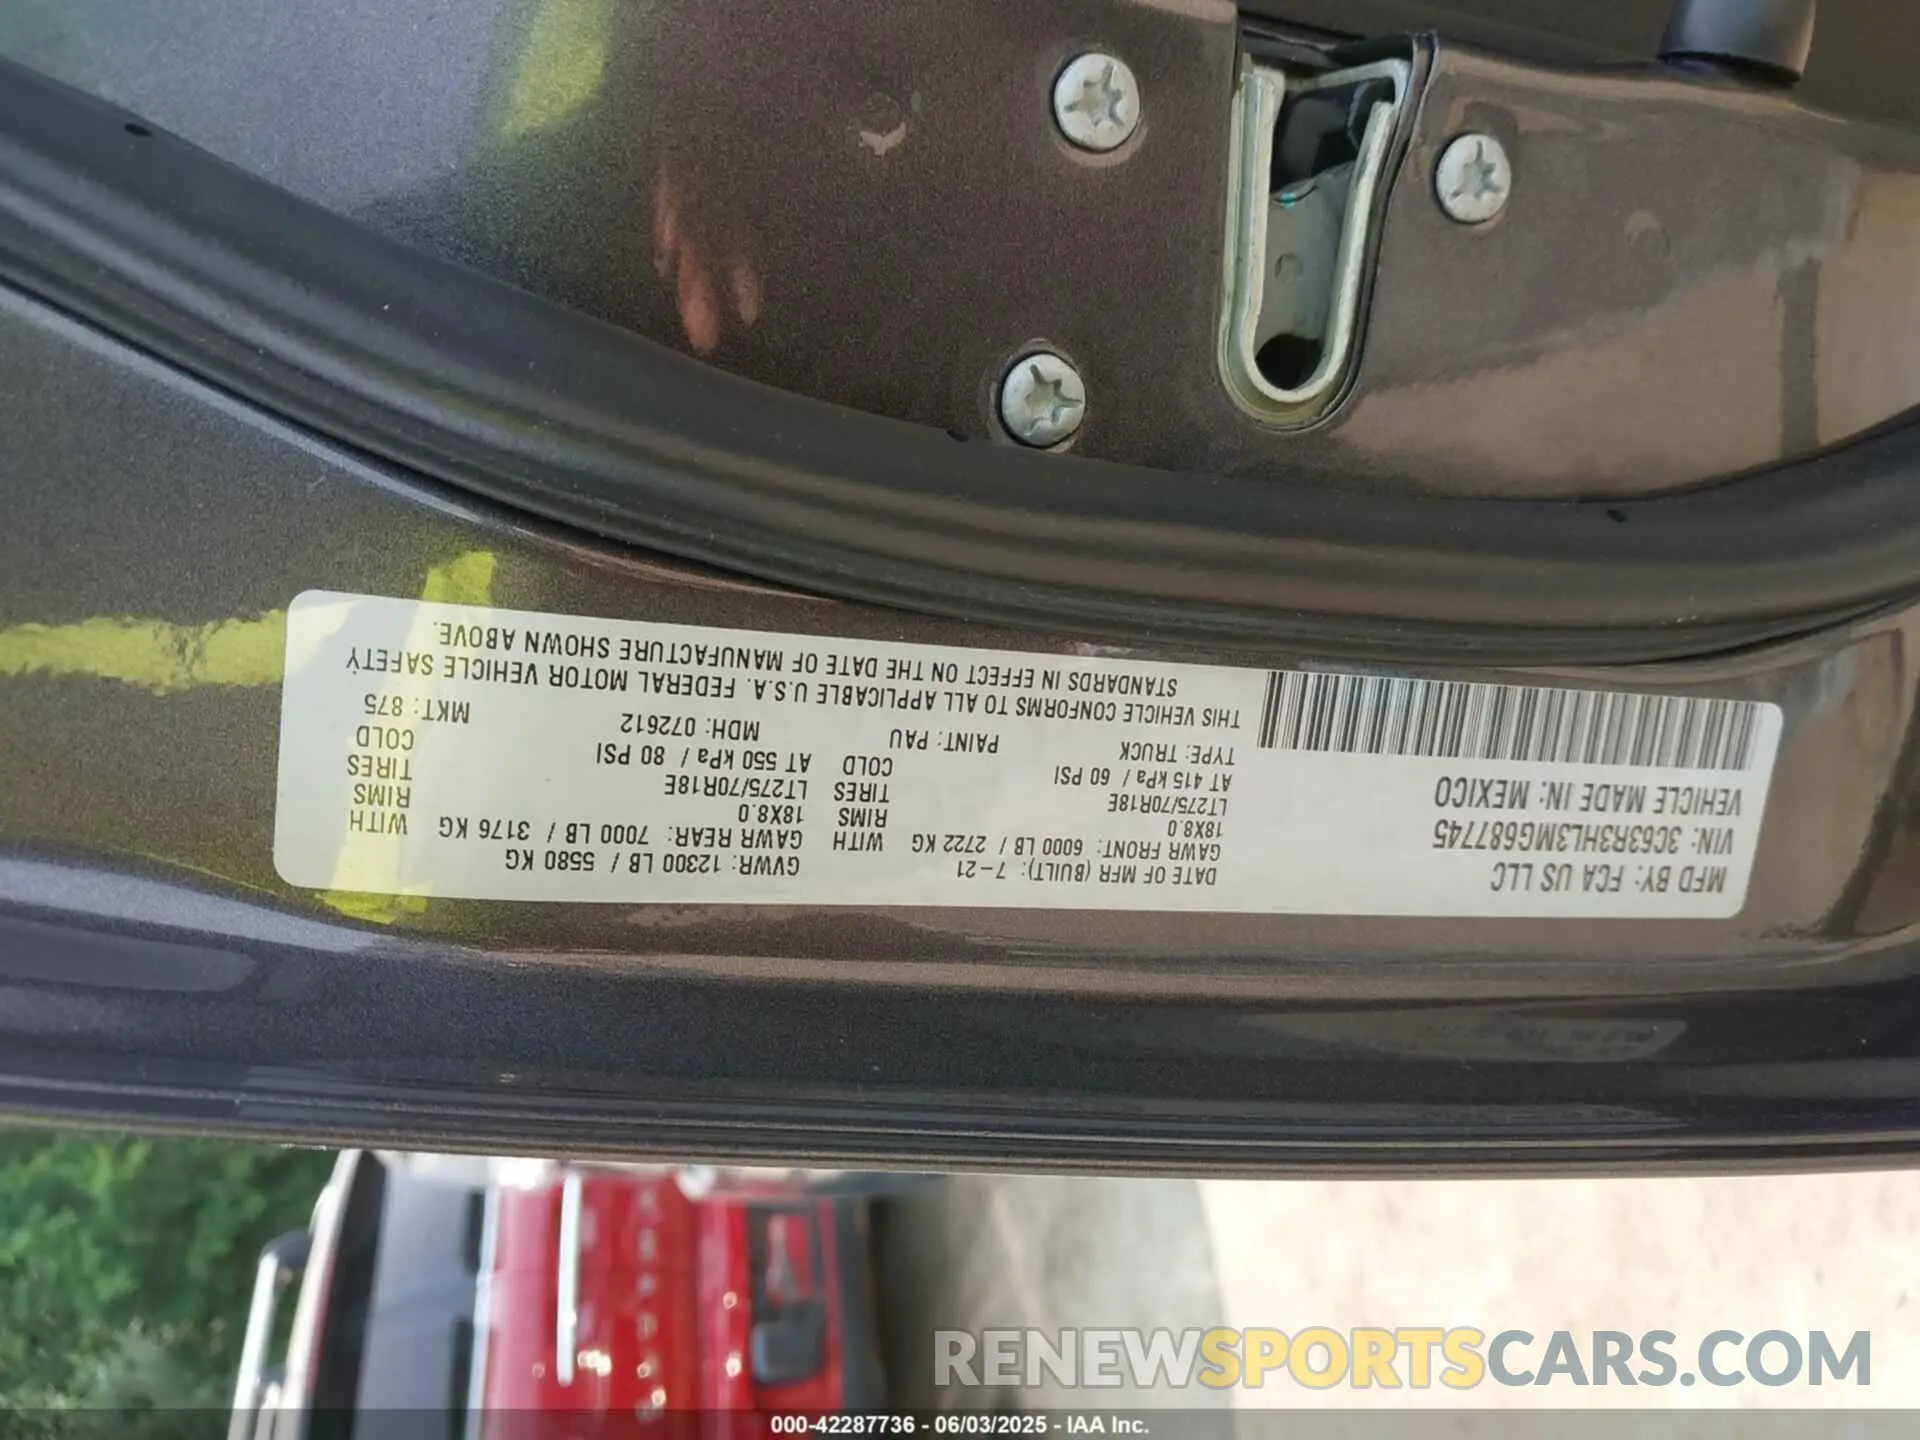 MFD BY: FCA US LLC
VIN: 3C63R3HL3MG687745
VEHICLE MADE IN: MEXICO
DATE OF MFR (BUILT): 7-21
GVWR: 12300 LB / 5580 KG
GAWR FRONT: 6000 LB / 2722 KG WITH GAWR REAR: 7000 LB / 3176 KG WITH
18X8.0 RIMS 18X8.0 RIMS
LT275/70R18E TIRES LT275/70R18E TIRES
AT 415 kPa / 60 PSI COLD AT 550 kPa / 80 PSI COLD
TYPE: TRUCK PAINT: PAU MDH: 072612 MKT: 875
THIS VEHICLE CONFORMS TO ALL APPLICABLE U.S.A. FEDERAL MOTOR VEHICLE SAFETY
STANDARDS IN EFFECT ON THE DATE OF MANUFACTURE SHOWN ABOVE.
RENEWSPORTSCARS.COM
000-42287736 - 06/03/2025 - IAA Inc.